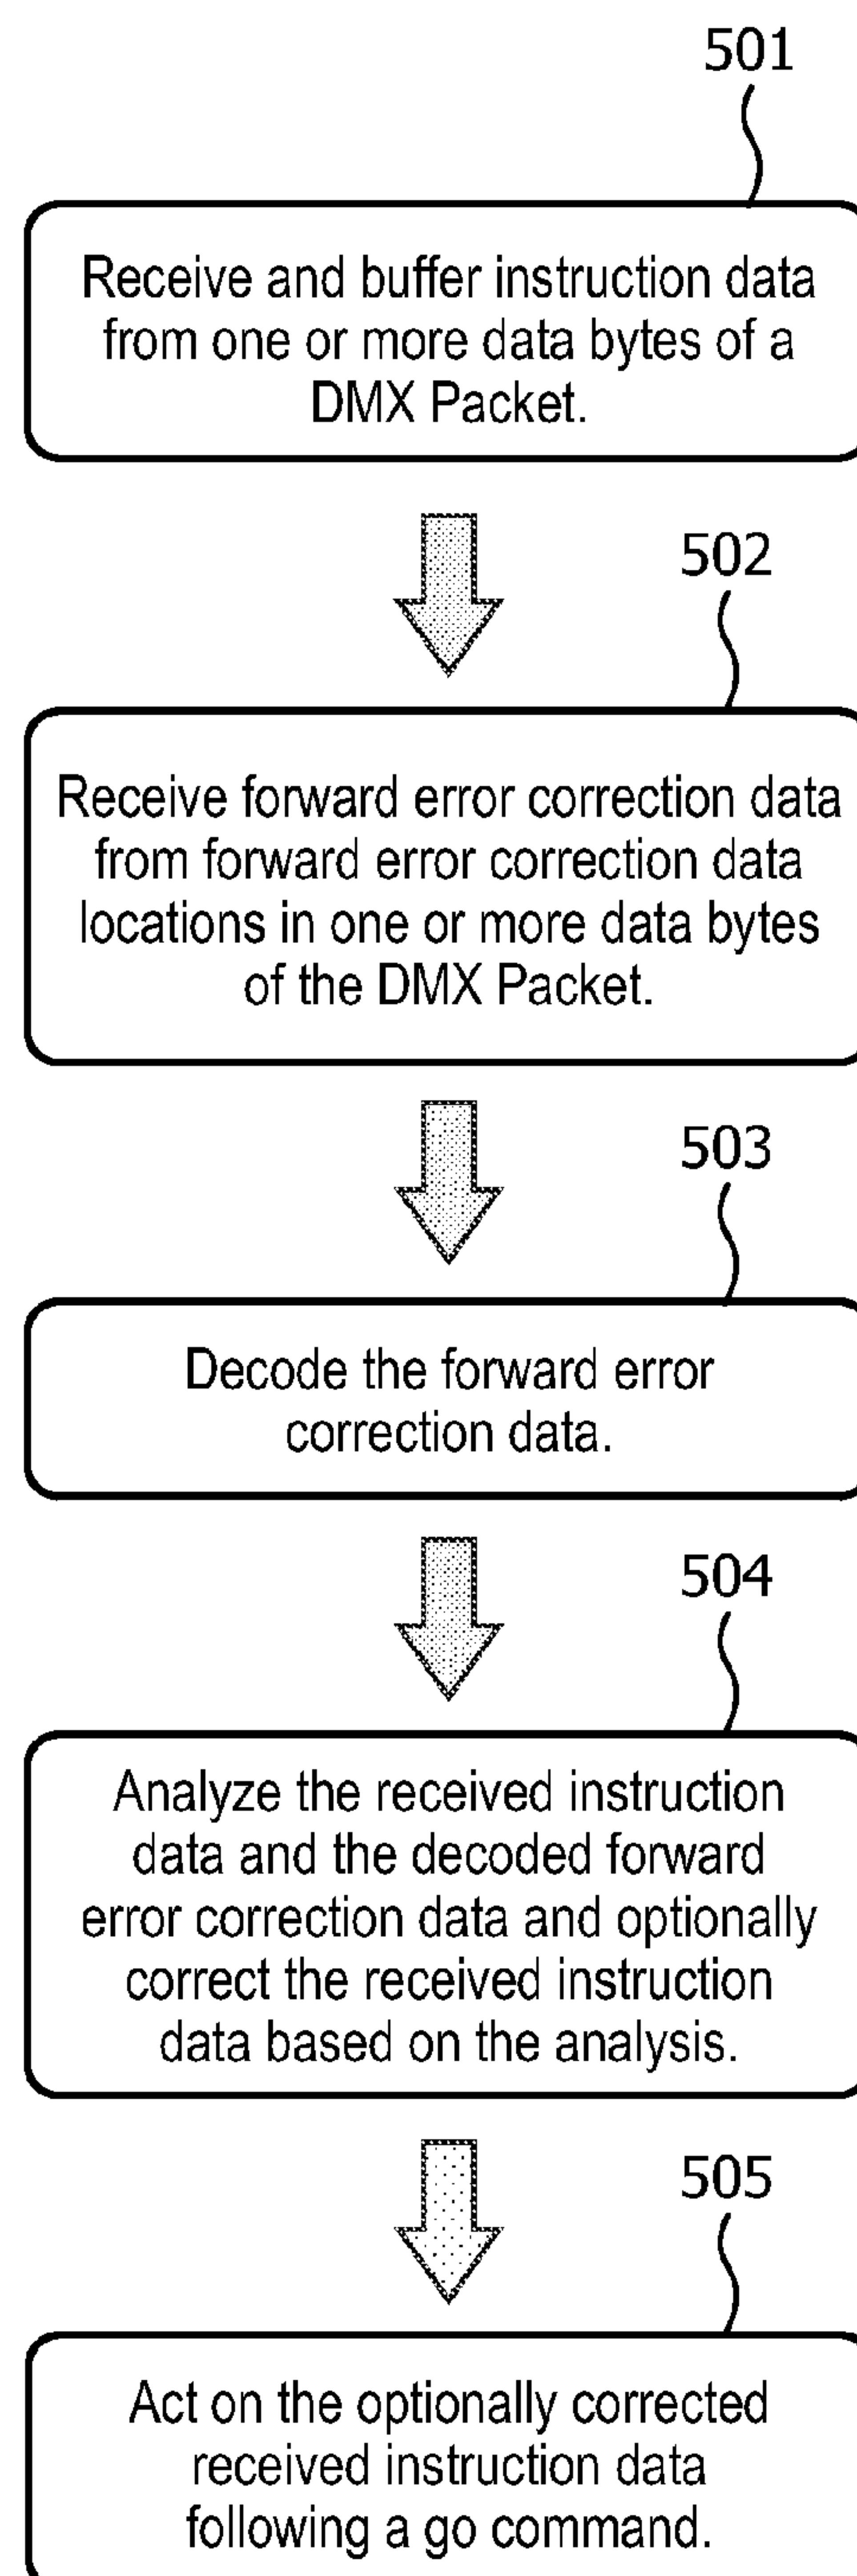 501
Receive and buffer instruction data
from one or more data bytes of a
DMX Packet.
502
Receive forward error correction data
from forward error correction data
locations in one or more data bytes
of the DMX Packet.
503
Decode the forward error
correction data.
504
Analyze the received instruction
data and the decoded forward
error correction data and optionally
correct the received instruction
data based on the analysis.
505
Act on the optionally corrected
received instruction data
following a go command.